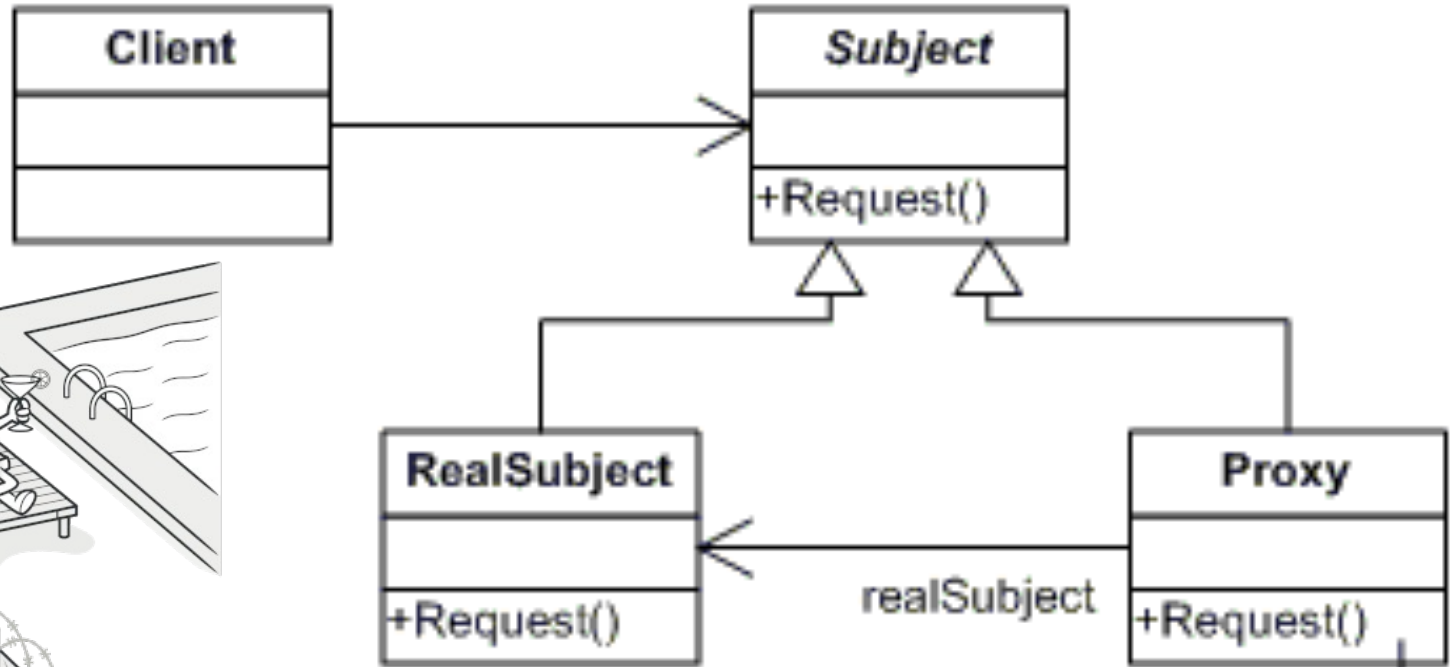 Client
Subject
+Request()
RealSubject
Proxy
realSubject
+Request()
+Request()